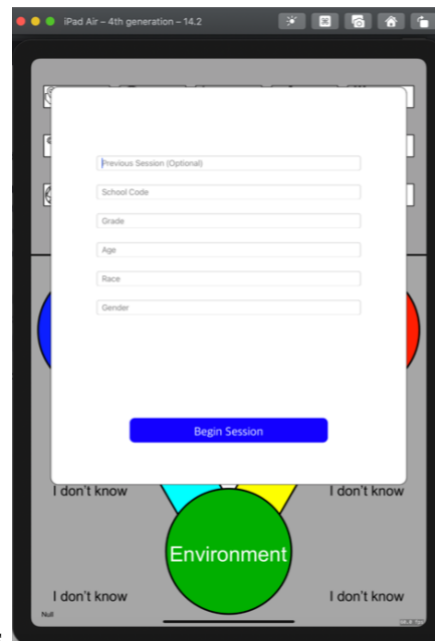 iPad Air – 4th generation – 14.2
Previous Session (Optional)
School Code
Grade
Age
Race
Gender
Begin Session
I don't know
I don't know
Environment
I don't know
I don't know
Null